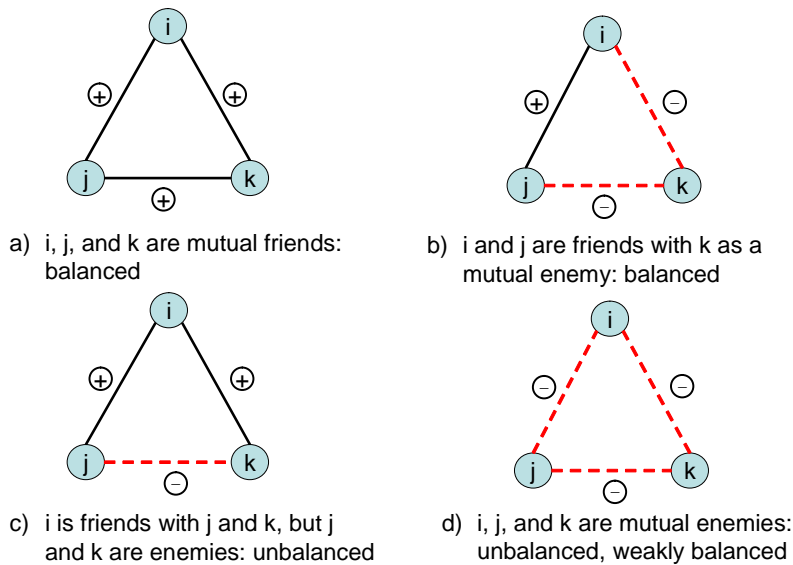 i
+
+
j
k
+
a) i, j, and k are mutual friends:
balanced
i
+
−
j
k
−
b) i and j are friends with k as a
mutual enemy: balanced
i
+
+
j
k
−
c) i is friends with j and k, but j
and k are enemies: unbalanced
i
−
−
j
k
−
d) i, j, and k are mutual enemies:
unbalanced, weakly balanced